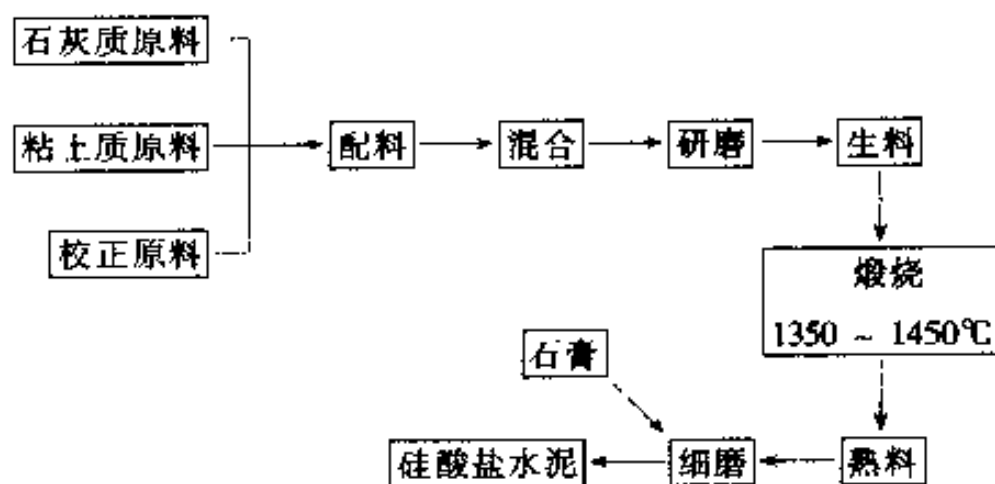 石灰质原料
粘土质原料
配料
混合
研磨
生料
校正原料
煅烧
1350 ~ 1450℃
石膏
硅酸盐水泥
细磨
熟料